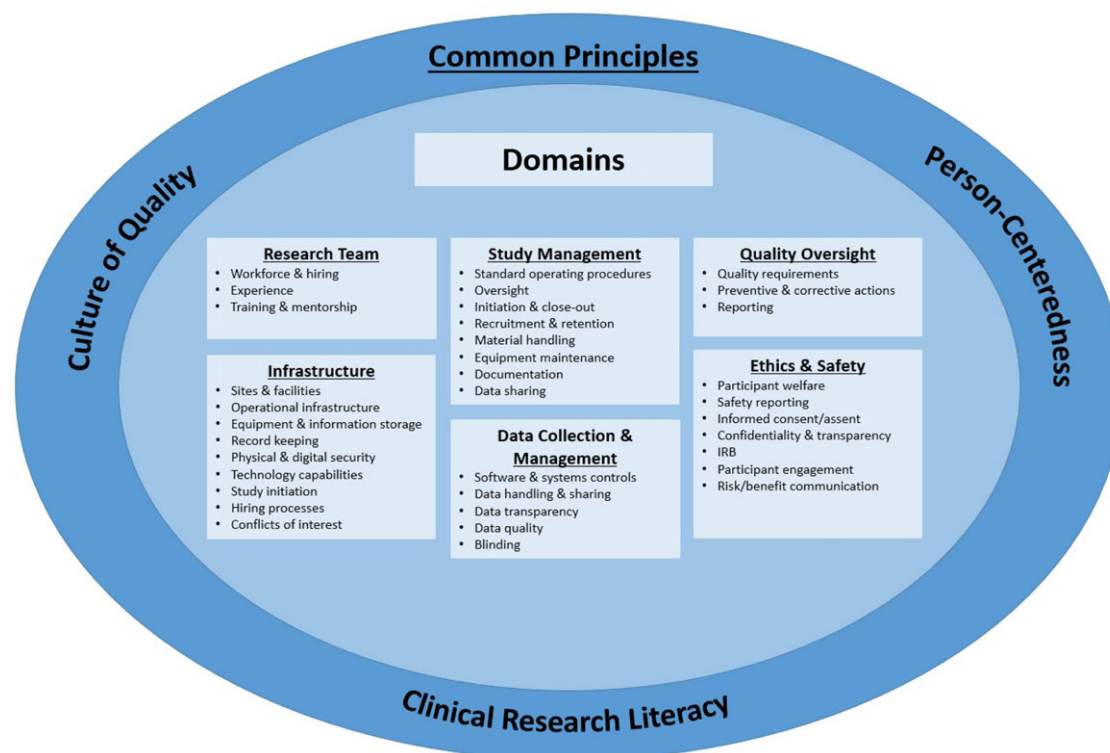 Common Principles
Culture of Quality
Person-Centeredness
Domains
Research Team
• Workforce & hiring
• Experience
• Training & mentorship
Infrastructure
• Sites & facilities
• Operational infrastructure
• Equipment & information storage
• Record keeping
• Physical & digital security
• Technology capabilities
• Study initiation
• Hiring processes
• Conflicts of interest
Study Management
• Standard operating procedures
• Oversight
• Initiation & close-out
• Recruitment & retention
• Material handling
• Equipment maintenance
• Documentation
• Data sharing
Data Collection &
Management
• Software & systems controls
• Data handling & sharing
• Data transparency
• Data quality
• Blinding
Quality Oversight
• Quality requirements
• Preventive & corrective actions
• Reporting
Ethics & Safety
• Participant welfare
• Safety reporting
• Informed consent/assent
• Confidentiality & transparency
• IRB
• Participant engagement
• Risk/benefit communication
Clinical Research Literacy